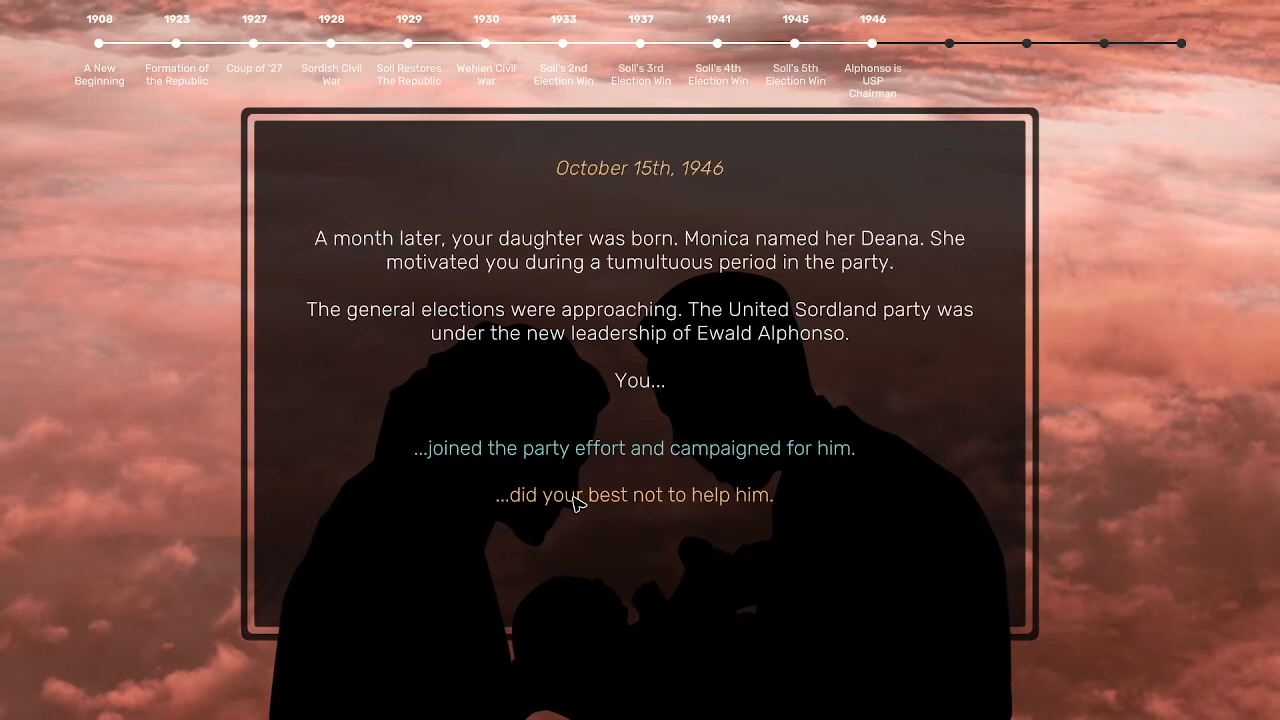 1908 1923 1927 1928 1929 1930 1933 1937 1941 1945 1946
A New Beginning
Formation of the Republic
Coup of '27
Sordish Civil War
Soll Restores The Republic
Wehlen Civil War
Soll's 2nd Election Win
Soll's 3rd Election Win
Soll's 4th Election Win
Soll's 5th Election Win
Alphonso is USP Chairman
October 15th, 1946
A month later, your daughter was born. Monica named her Deana. She
motivated you during a tumultuous period in the party.
The general elections were approaching. The United Sordland party was
under the new leadership of Ewald Alphonso.
You...
...joined the party effort and campaigned for him.
...did your best not to help him.